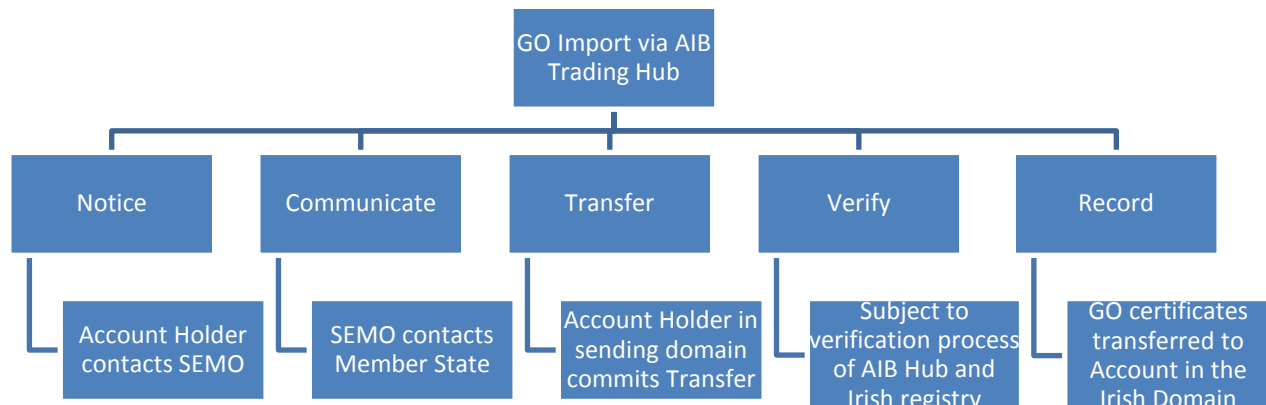 GO Import via AIB
Trading Hub
Notice
Communicate
Transfer
Verify
Record
Account Holder
contacts SEMO
SEMO contacts
Member State
Account Holder in
sending domain
commits Transfer
Subject to
verification process
of AIB Hub and
Irish registry
GO certificates
transferred to
Account in the
Irish Domain